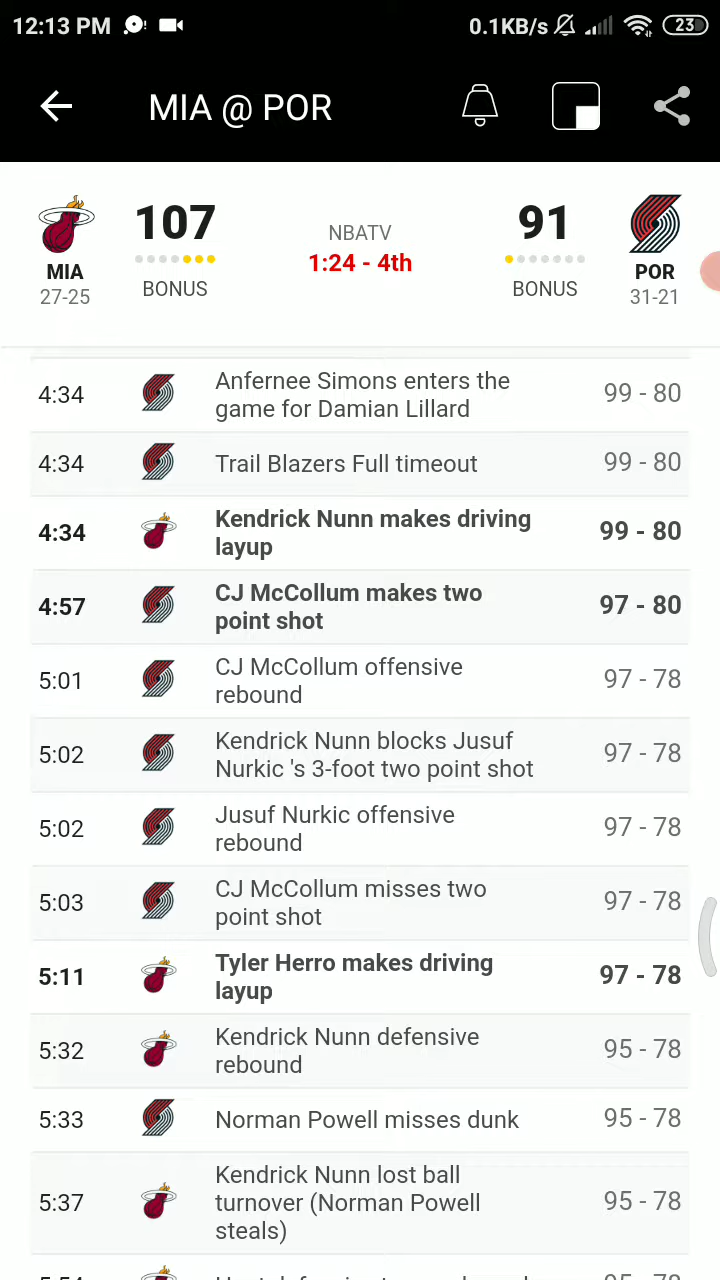 12:13 PM
0.1KB/s
23
MIA @ POR
107
91
NBATV
1:24 - 4th
MIA
27-25
BONUS
BONUS
POR
31-21
4:34
Anfernee Simons enters the
game for Damian Lillard
99 - 80
4:34
Trail Blazers Full timeout
99 - 80
4:34
Kendrick Nunn makes driving
layup
99 - 80
4:57
CJ McCollum makes two
point shot
97 - 80
5:01
CJ McCollum offensive
rebound
97 - 78
5:02
Kendrick Nunn blocks Jusuf
Nurkic 's 3-foot two point shot
97 - 78
5:02
Jusuf Nurkic offensive
rebound
97 - 78
5:03
CJ McCollum misses two
point shot
97 - 78
5:11
Tyler Herro makes driving
layup
97 - 78
5:32
Kendrick Nunn defensive
rebound
95 - 78
5:33
Norman Powell misses dunk
95 - 78
5:37
Kendrick Nunn lost ball
turnover (Norman Powell
steals)
95 - 78